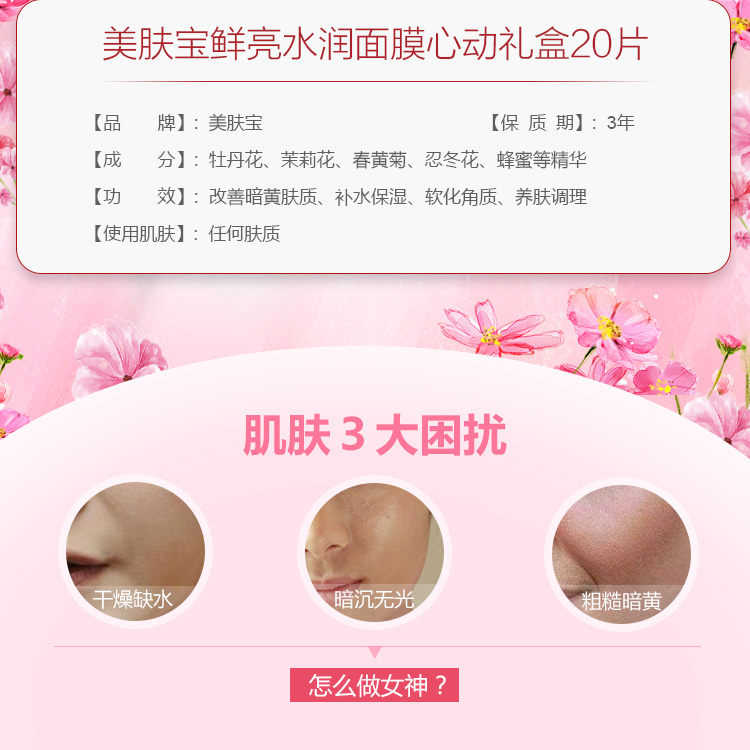 美肤宝鲜亮水润面膜心动礼盒20片
【品　　牌】：美肤宝　　【保 质 期】：3年
【成　　分】：牡丹花、茉莉花、春黄菊、忍冬花、蜂蜜等精华
【功　　效】：改善暗黄肤质、补水保湿、软化角质、养肤调理
【使用肌肤】：任何肤质
肌肤 3 大困扰
干燥缺水　暗沉无光　粗糙暗黄
怎么做女神？